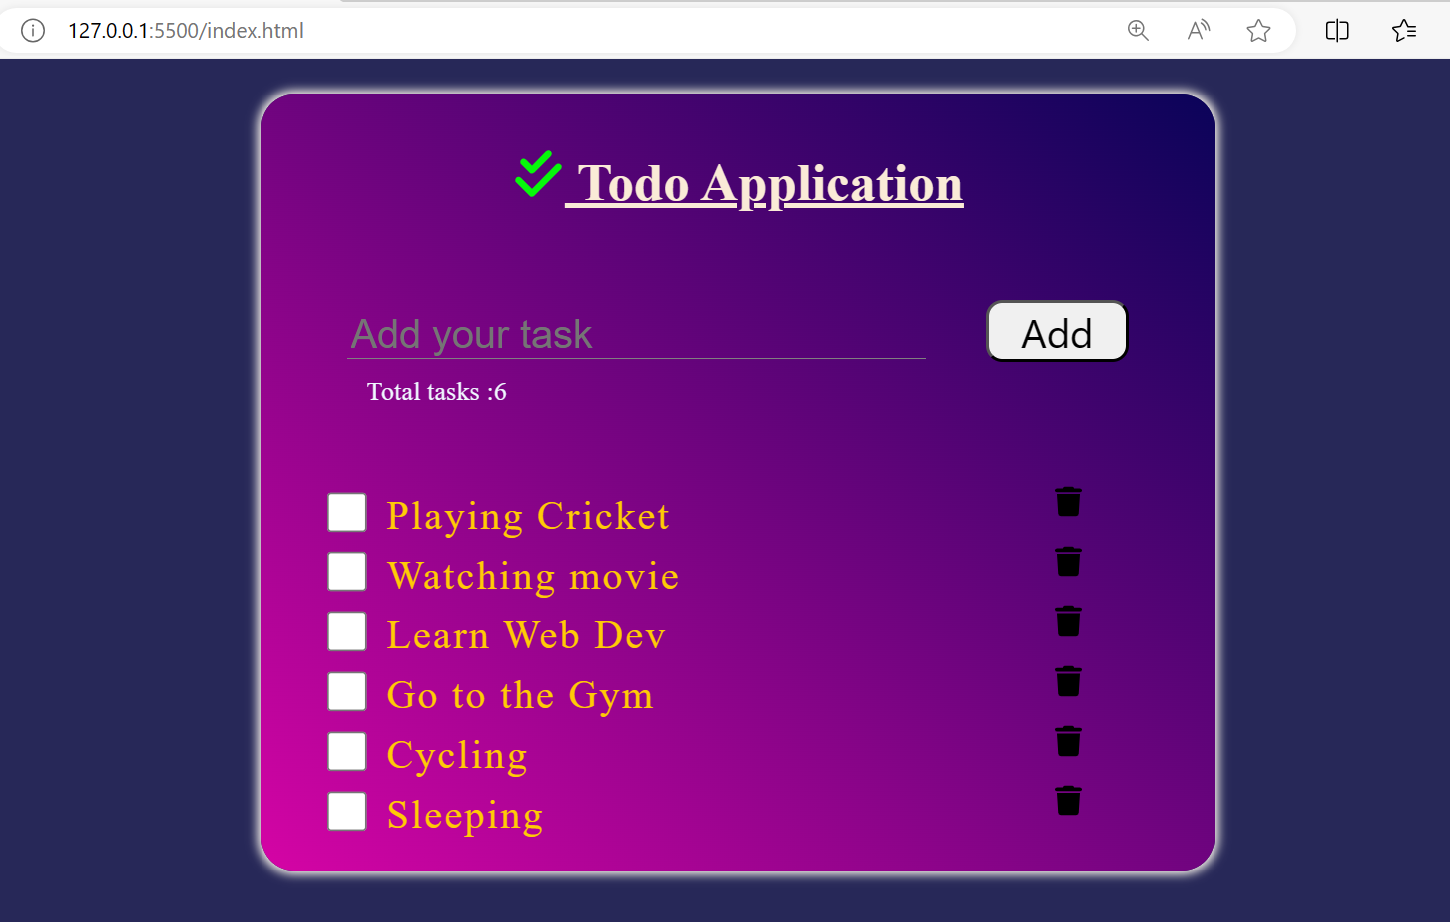 127.0.0.1:5500/index.html
Todo Application
Add your task
Add
Total tasks :6
Playing Cricket
Watching movie
Learn Web Dev
Go to the Gym
Cycling
Sleeping